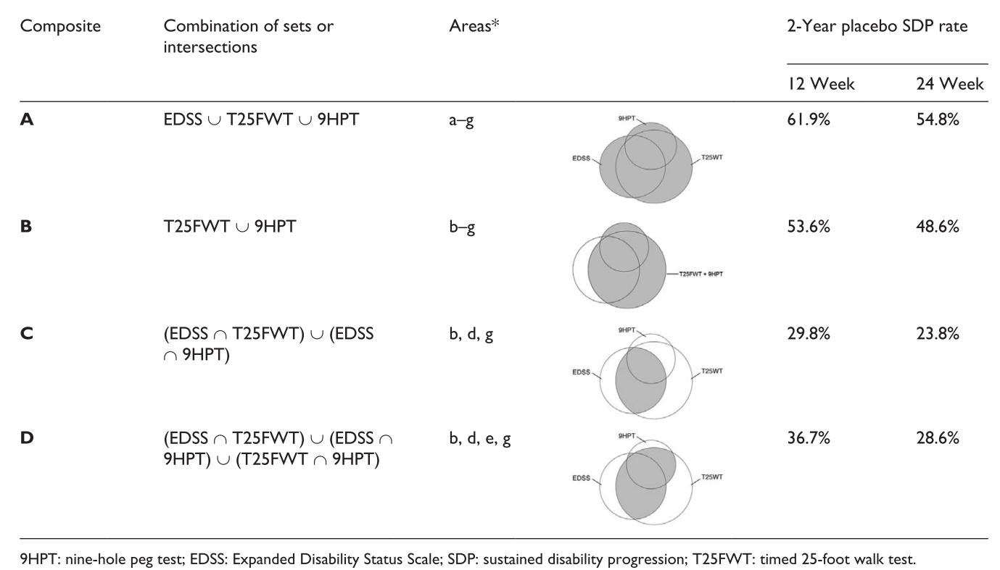 Composite
Combination of sets or intersections
Areas*
2-Year placebo SDP rate
12 Week
24 Week
A
EDSS ∪ T25FWT ∪ 9HPT
a–g
9HPT
EDSS
T25WT
61.9%
54.8%
B
T25FWT ∪ 9HPT
b–g
T25FWT + 9HPT
53.6%
48.6%
C
(EDSS ∩ T25FWT) ∪ (EDSS
∩ 9HPT)
b, d, g
9HPT
EDSS
T25WT
29.8%
23.8%
D
(EDSS ∩ T25FWT) ∪ (EDSS ∩
9HPT) ∪ (T25FWT ∩ 9HPT)
b, d, e, g
9HPT
EDSS
T25WT
36.7%
28.6%
9HPT: nine-hole peg test; EDSS: Expanded Disability Status Scale; SDP: sustained disability progression; T25FWT: timed 25-foot walk test.